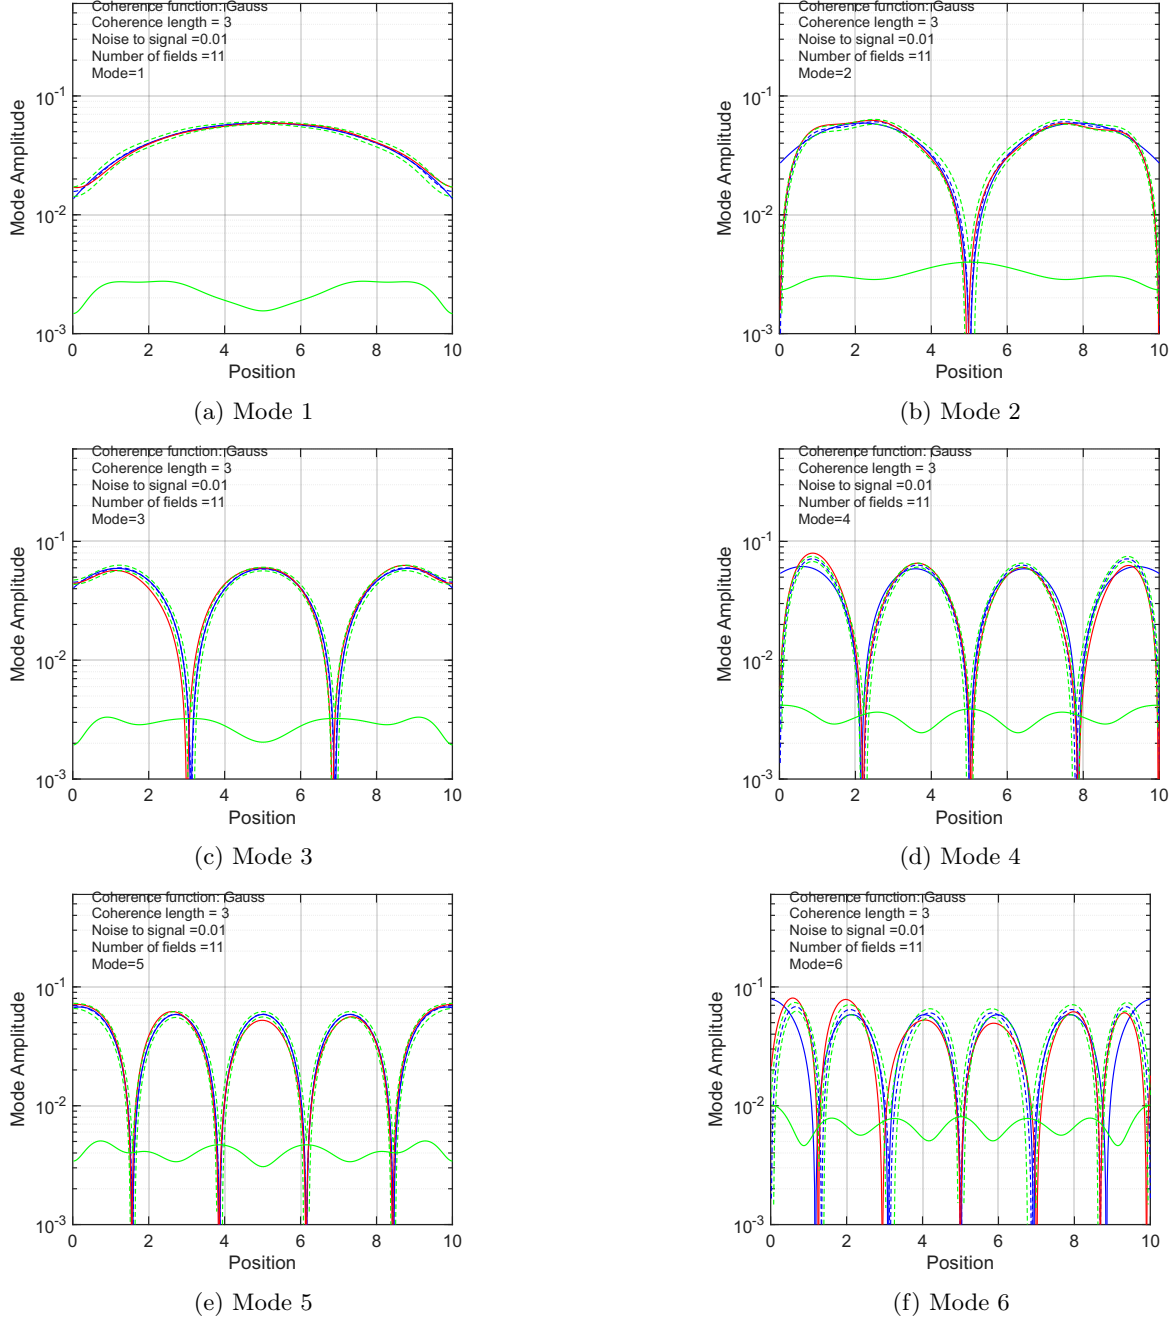 Coherence function: Gauss
Coherence length = 3
Noise to signal =0.01
Number of fields =11
Mode=1
10^-1
10^-2
10^-3
Mode Amplitude
0 2 4 6 8 10
Position
(a) Mode 1
Coherence function: Gauss
Coherence length = 3
Noise to signal =0.01
Number of fields =11
Mode=2
10^-1
10^-2
10^-3
Mode Amplitude
0 2 4 6 8 10
Position
(b) Mode 2
Coherence function: Gauss
Coherence length = 3
Noise to signal =0.01
Number of fields =11
Mode=3
10^-1
10^-2
10^-3
Mode Amplitude
0 2 4 6 8 10
Position
(c) Mode 3
Coherence function: Gauss
Coherence length = 3
Noise to signal =0.01
Number of fields =11
Mode=4
10^-1
10^-2
10^-3
Mode Amplitude
0 2 4 6 8 10
Position
(d) Mode 4
Coherence function: Gauss
Coherence length = 3
Noise to signal =0.01
Number of fields =11
Mode=5
10^-1
10^-2
10^-3
Mode Amplitude
0 2 4 6 8 10
Position
(e) Mode 5
Coherence function: Gauss
Coherence length = 3
Noise to signal =0.01
Number of fields =11
Mode=6
10^-1
10^-2
10^-3
Mode Amplitude
0 2 4 6 8 10
Position
(f) Mode 6